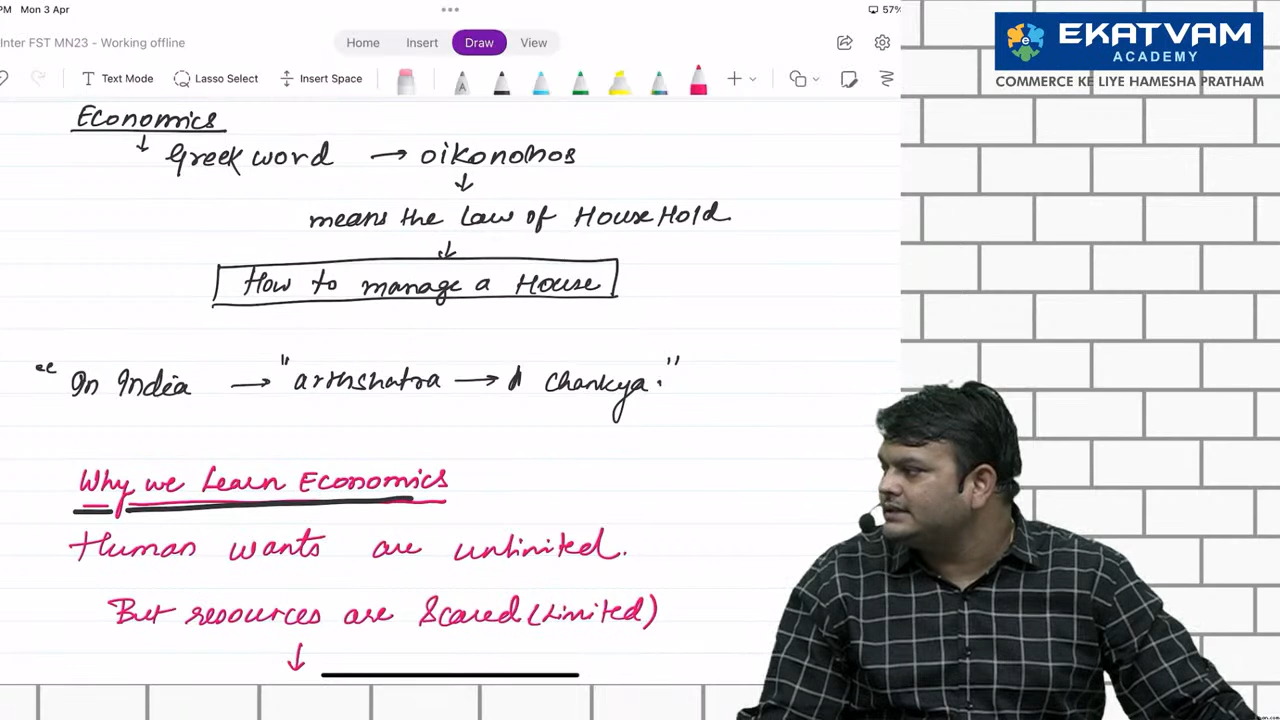 PM Mon 3 Apr
57%
Inter FST MN23 - Working offline
Home Insert Draw View
Text Mode Lasso Select Insert Space
EKATVAM
ACADEMY
COMMERCE KE LIYE HAMESHA PRATHAM
Economics
↓ Greek word → oikonomos
↓
means the Law of HouseHold
↓
How to manage a House
"In India → "arthshatra → Chankya."
Why we Learn Economics
Human wants are unlimited.
But resources are Scared (Limited)
↓